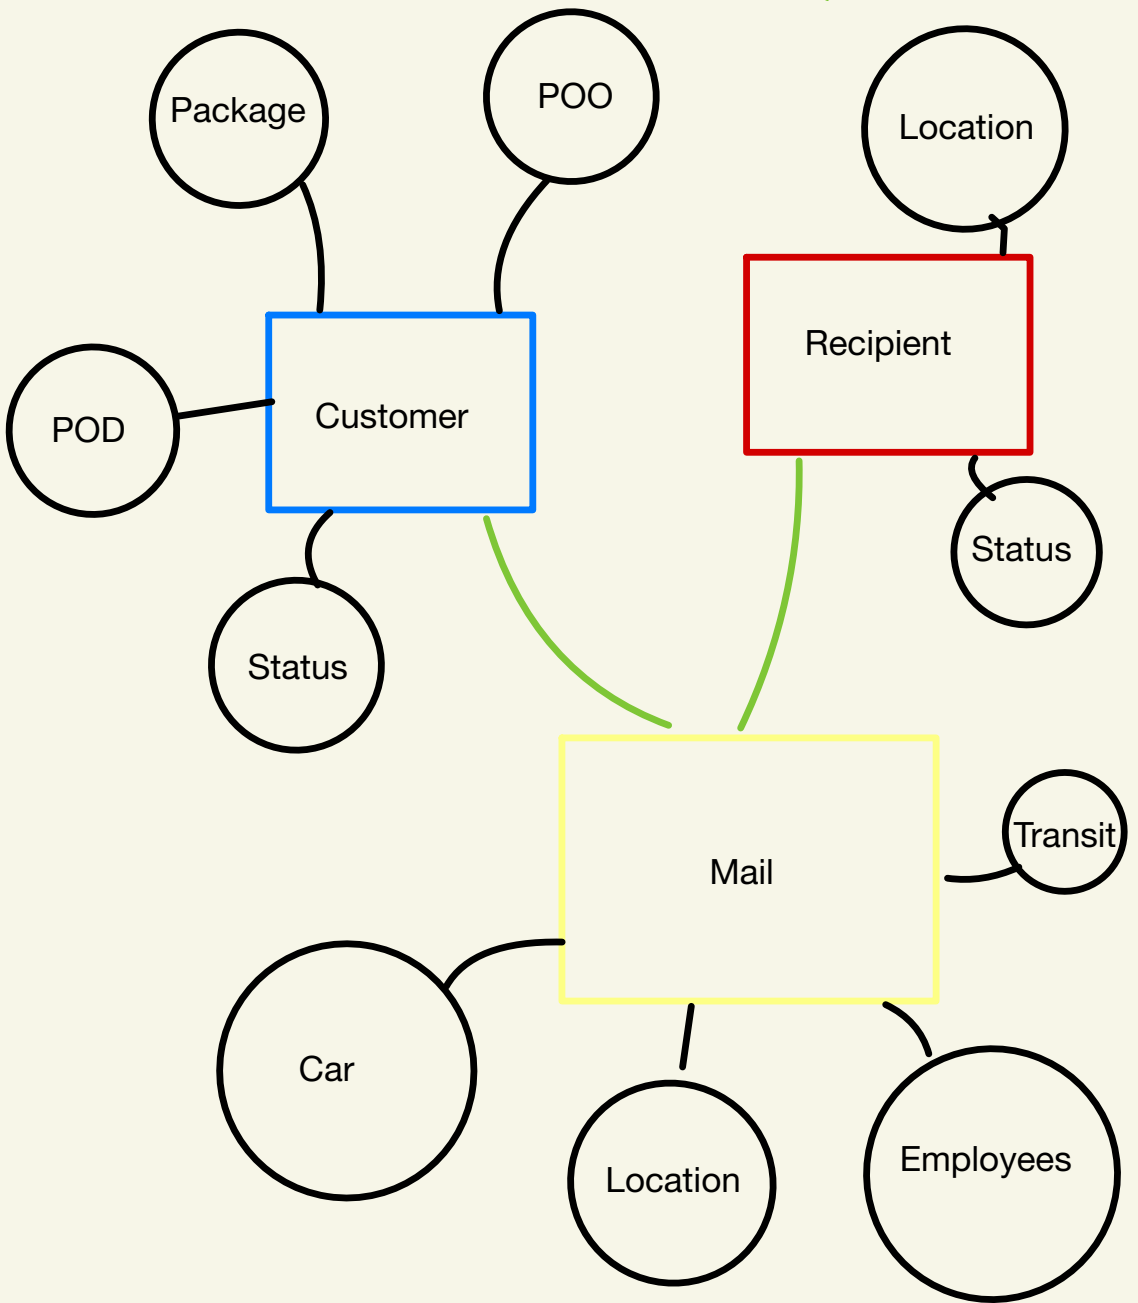 Package
POO
Location
Recipient
POD
Customer
Status
Status
Transit
Mail
Car
Location
Employees